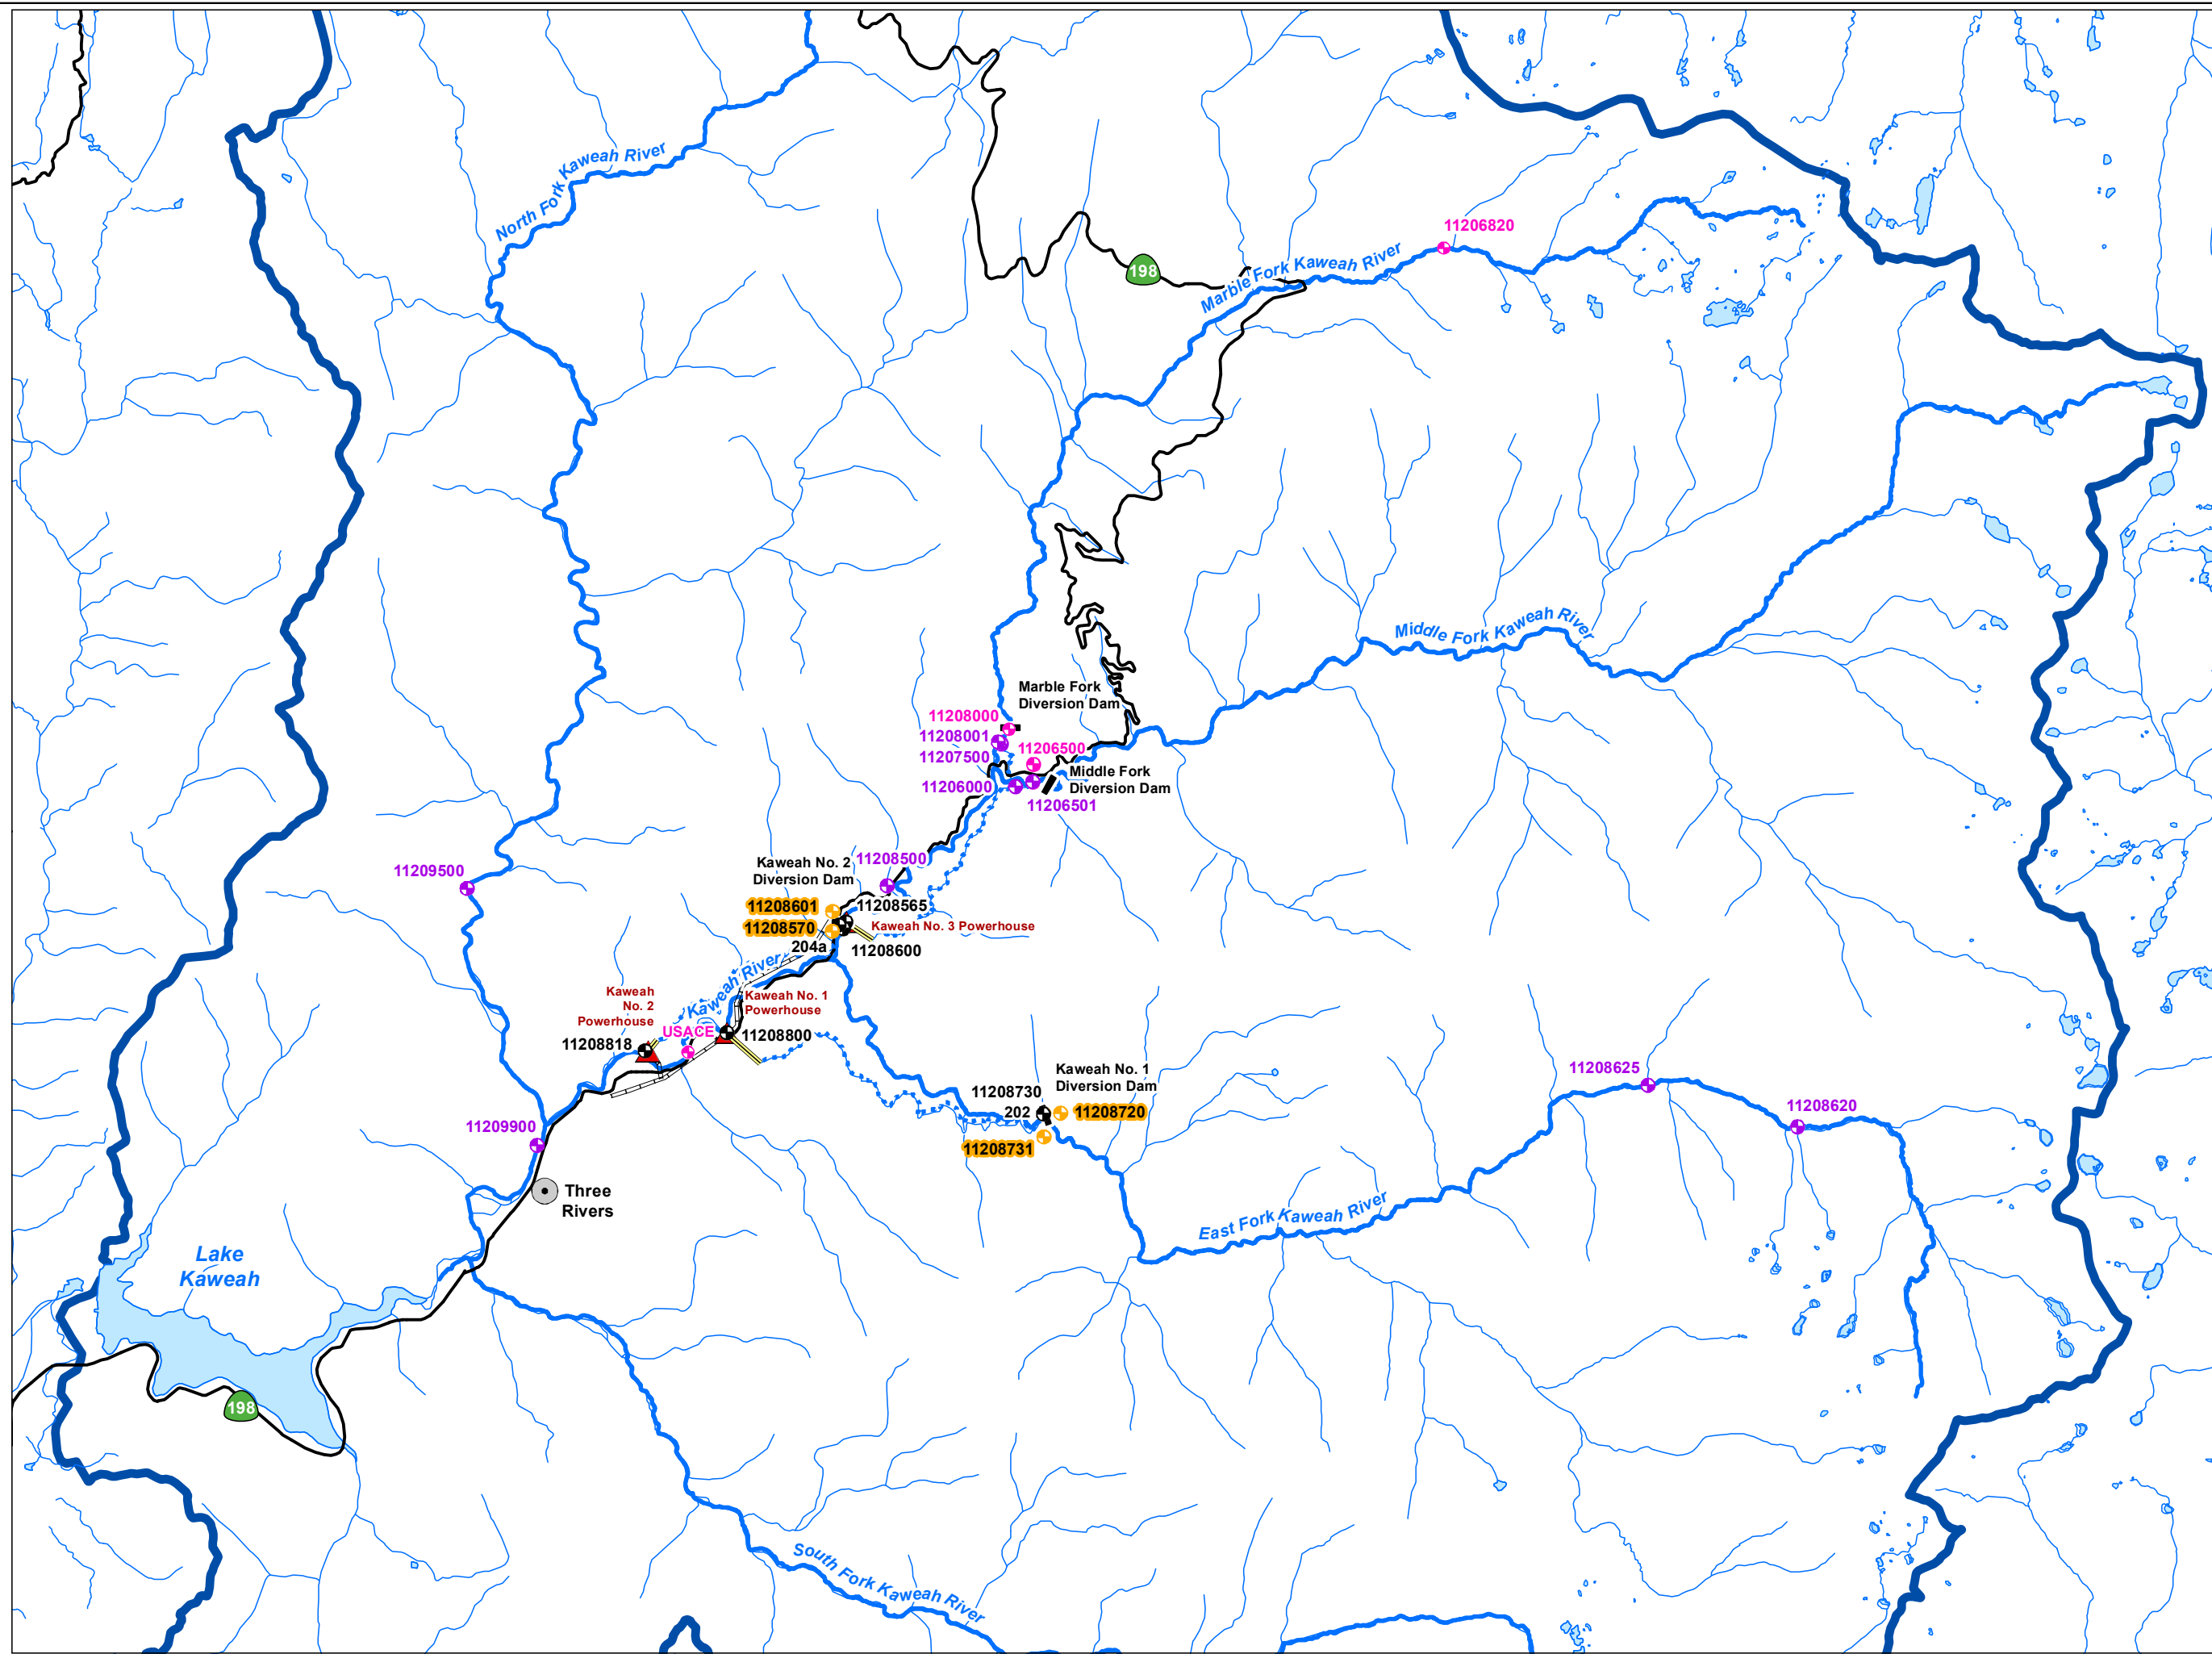 North Fork Kaweah River
11206820
198
Marble Fork Kaweah River
Middle Fork Kaweah River
Marble Fork
Diversion Dam
11208000
11208001
11206500
11207500
Middle Fork
Diversion Dam
11206000
11206501
Kaweah No. 2
Diversion Dam
11208500
11209500
11208601
11208565
11208570
Kaweah No. 3 Powerhouse
204a
11208600
Kaweah River
Kaweah
No. 2
Powerhouse
Kaweah No. 1
Powerhouse
USACE
11208800
11208818
Kaweah No. 1
Diversion Dam
11208625
11208730
202
11208720
11208620
11209900
11208731
Three
Rivers
East Fork Kaweah River
Lake
Kaweah
198
South Fork Kaweah River